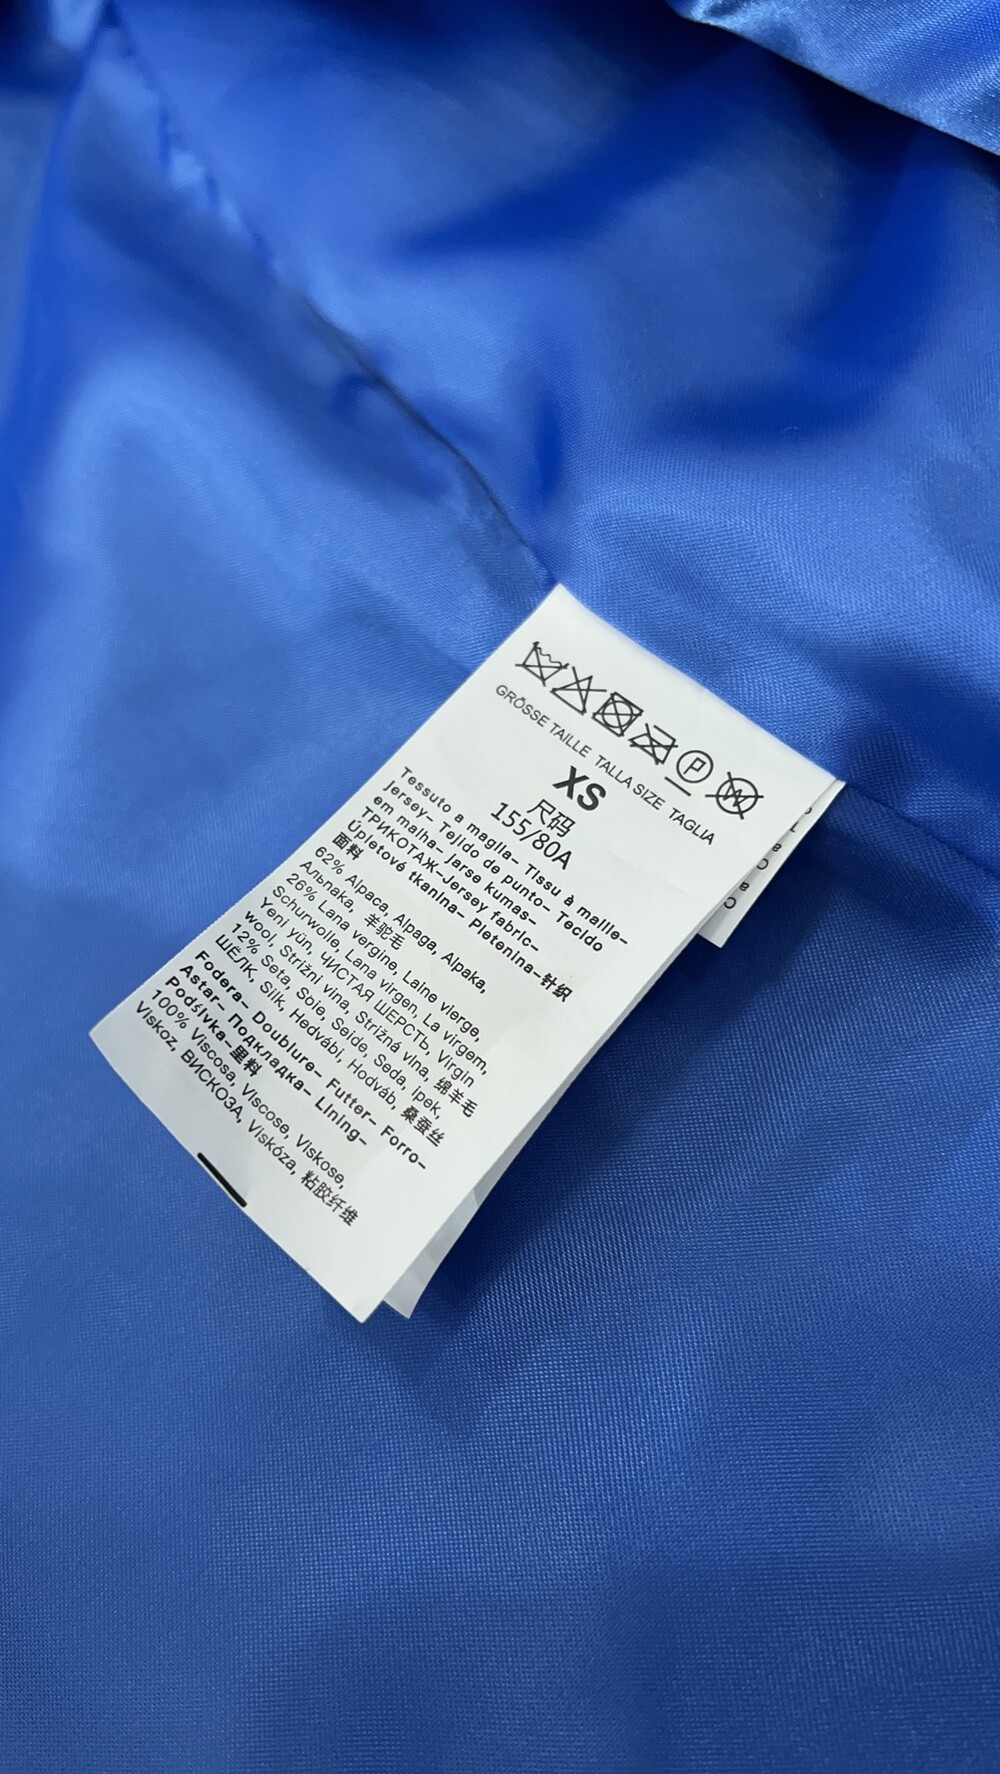 GRÖSSE TAILLE TALLA SIZE TAGLIA
XS
尺码
155/80A
Tessuto a maglia- Tissu à maille-
Jersey- Tejido de punto- Tecido
em malha- Jarse kumas-
ТРИКОТАЖ-Jersey fabric-
Úpletové tkanina- Pletenina-针织
面料
62% Alpaca, Alpaga, Alpaka,
Альпака, 羊驼毛
26% Lana vergine, Laine vierge,
Schurwolle, Lana virgen, La virgem,
Yeni yün, ЧИСТАЯ ШЕРСТЬ, Virgin
wool, Strižni vlna, Strižná vlna, 绵羊毛
12% Seta, Soie, Seide, Seda, ipek,
ШЁЛК, Silk, Hedvábí, Hodváb, 桑蚕丝
Fodera- Doublure- Futter- Forro-
Astar- Подкладка- Lining-
Podšívka-里料
100% Viscosa, Viscose, Viskose,
Viskoz, ВИСКОЗА, Viskóza, 粘胶纤维